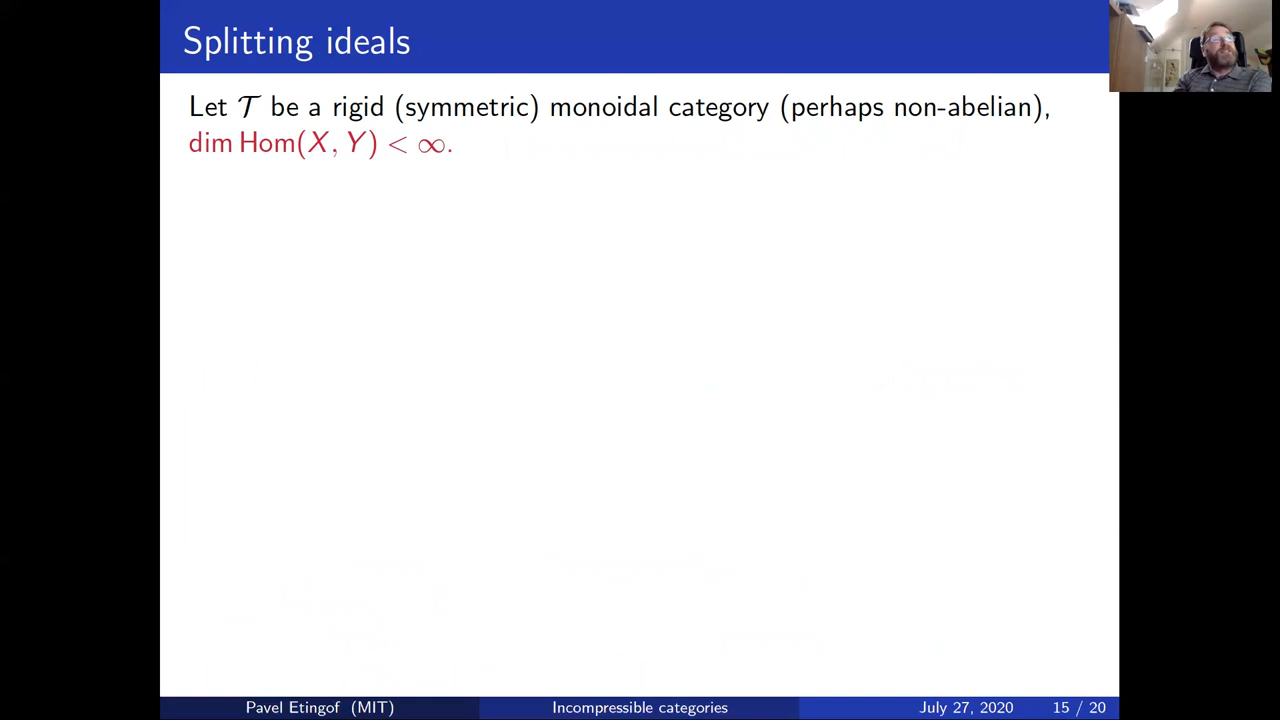 Splitting ideals
Let 𝒯 be a rigid (symmetric) monoidal category (perhaps non-abelian),
dim Hom(X, Y) < ∞.
Pavel Etingof (MIT) Incompressible categories July 27, 2020 15 / 20